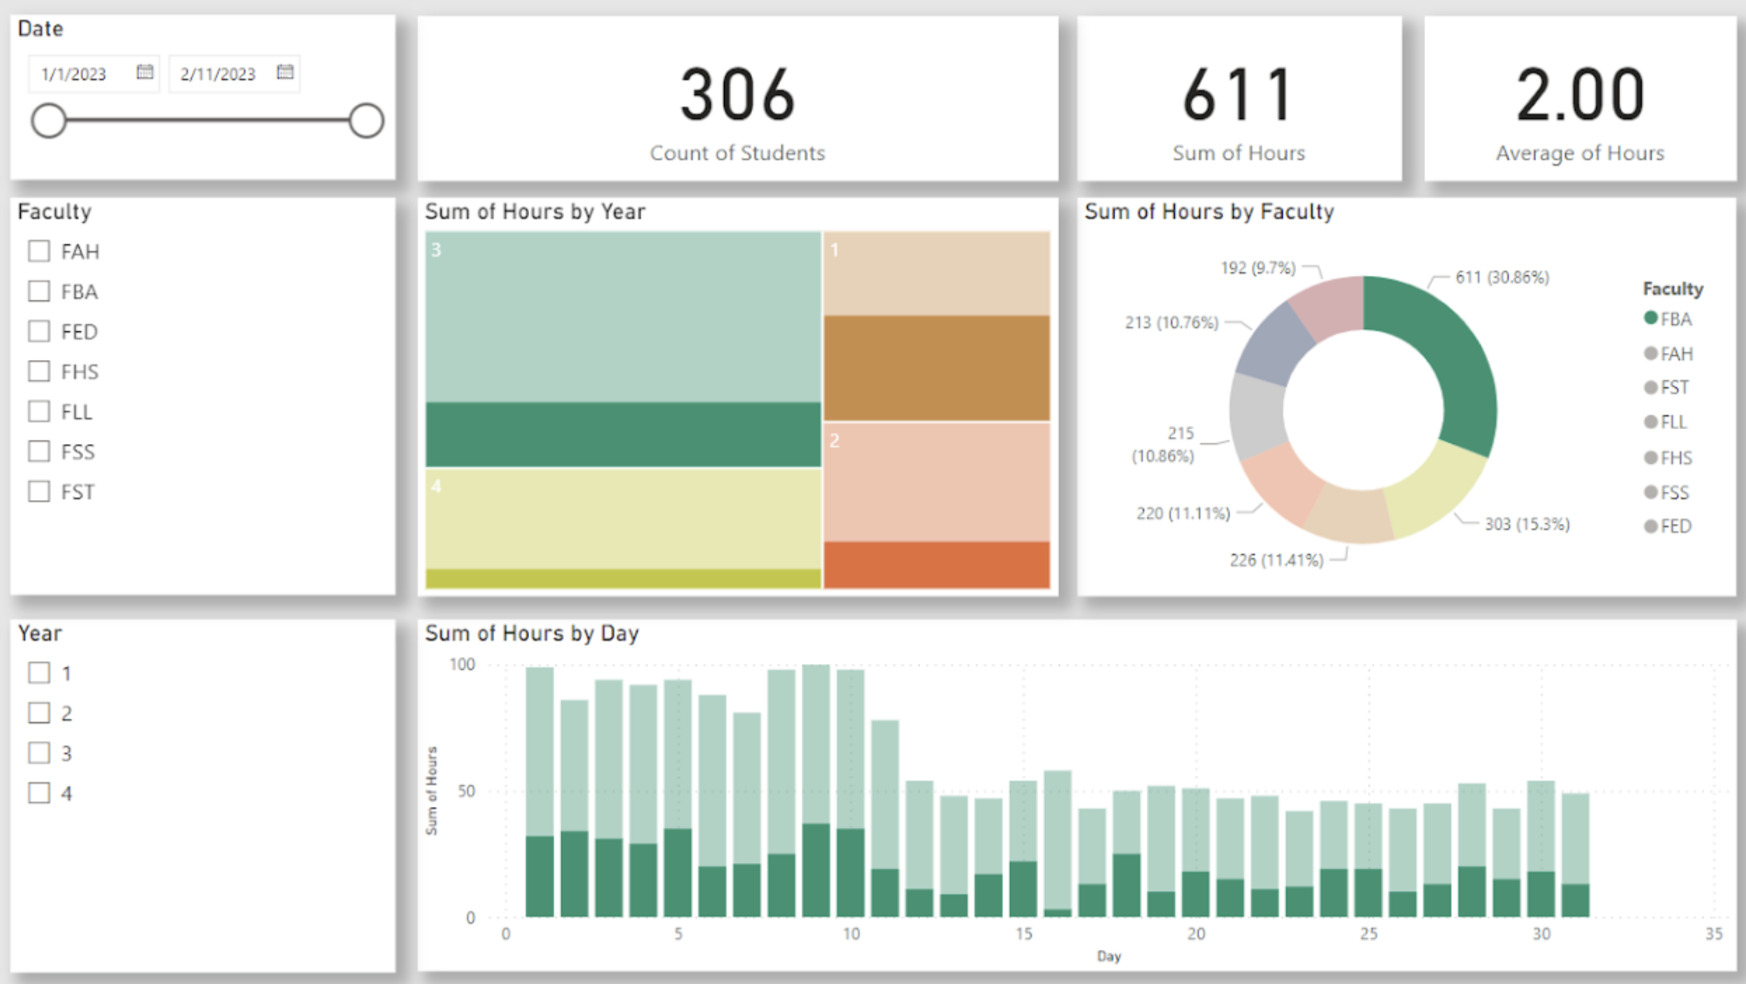 Date
1/1/2023
2/11/2023
306
Count of Students
611
Sum of Hours
2.00
Average of Hours
Faculty
FAH
FBA
FED
FHS
FLL
FSS
FST
Sum of Hours by Year
3
1
4
2
Sum of Hours by Faculty
192 (9.7%)
611 (30.86%)
213 (10.76%)
215
(10.86%)
220 (11.11%)
226 (11.41%)
303 (15.3%)
Faculty
FBA
FAH
FST
FLL
FHS
FSS
FED
Year
1
2
3
4
Sum of Hours by Day
Sum of Hours
100
50
0
0 5 10 15 20 25 30 35
Day